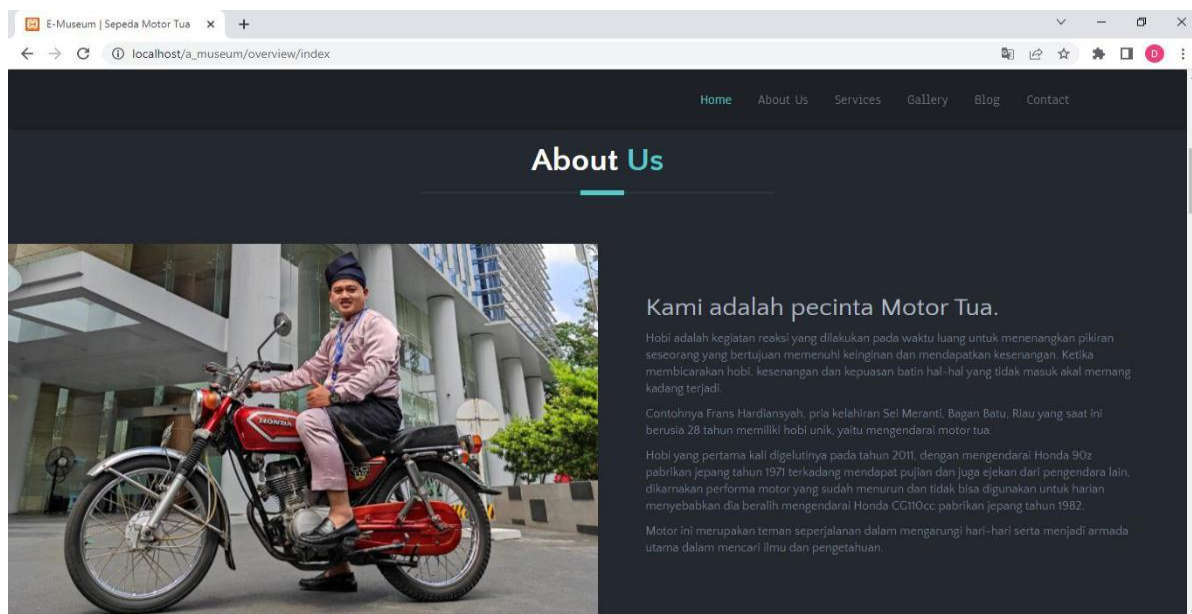 E-Museum | Sepeda Motor Tua
localhost/a_museum/overview/index
D
Home About Us Services Gallery Blog Contact
About Us
Kami adalah pecinta Motor Tua.
Hobi adalah kegiatan reaksi yang dilakukan pada waktu luang untuk menenangkan pikiran
seseorang yang bertujuan memenuhi keinginan dan mendapatkan kesenangan. Ketika
membicarakan hobi, kesenangan dan kepuasan batin hal-hal yang tidak masuk akal memang
kadang terjadi.
Contohnya Frans Hardiansyah, pria kelahiran Sei Meranti, Bagan Batu, RIau yang saat ini
berusia 28 tahun memiliki hobi unik, yaitu mengendarai motor tua.
Hobi yang pertama kali digelutinya pada tahun 2011, dengan mengendarai Honda 90z
pabrikan jepang tahun 1971 terkadang mendapat pujian dan juga ejekan dari pengendara lain,
dikarnakan performa motor yang sudah menurun dan tidak bisa digunakan untuk harian
menyebabkan dia beralih mengendarai Honda CG110cc pabrikan jepang tahun 1982.
Motor ini merupakan teman seperjalanan dalam mengarungi hari-hari serta menjadi armada
utama dalam mencari ilmu dan pengetahuan.
HONDA